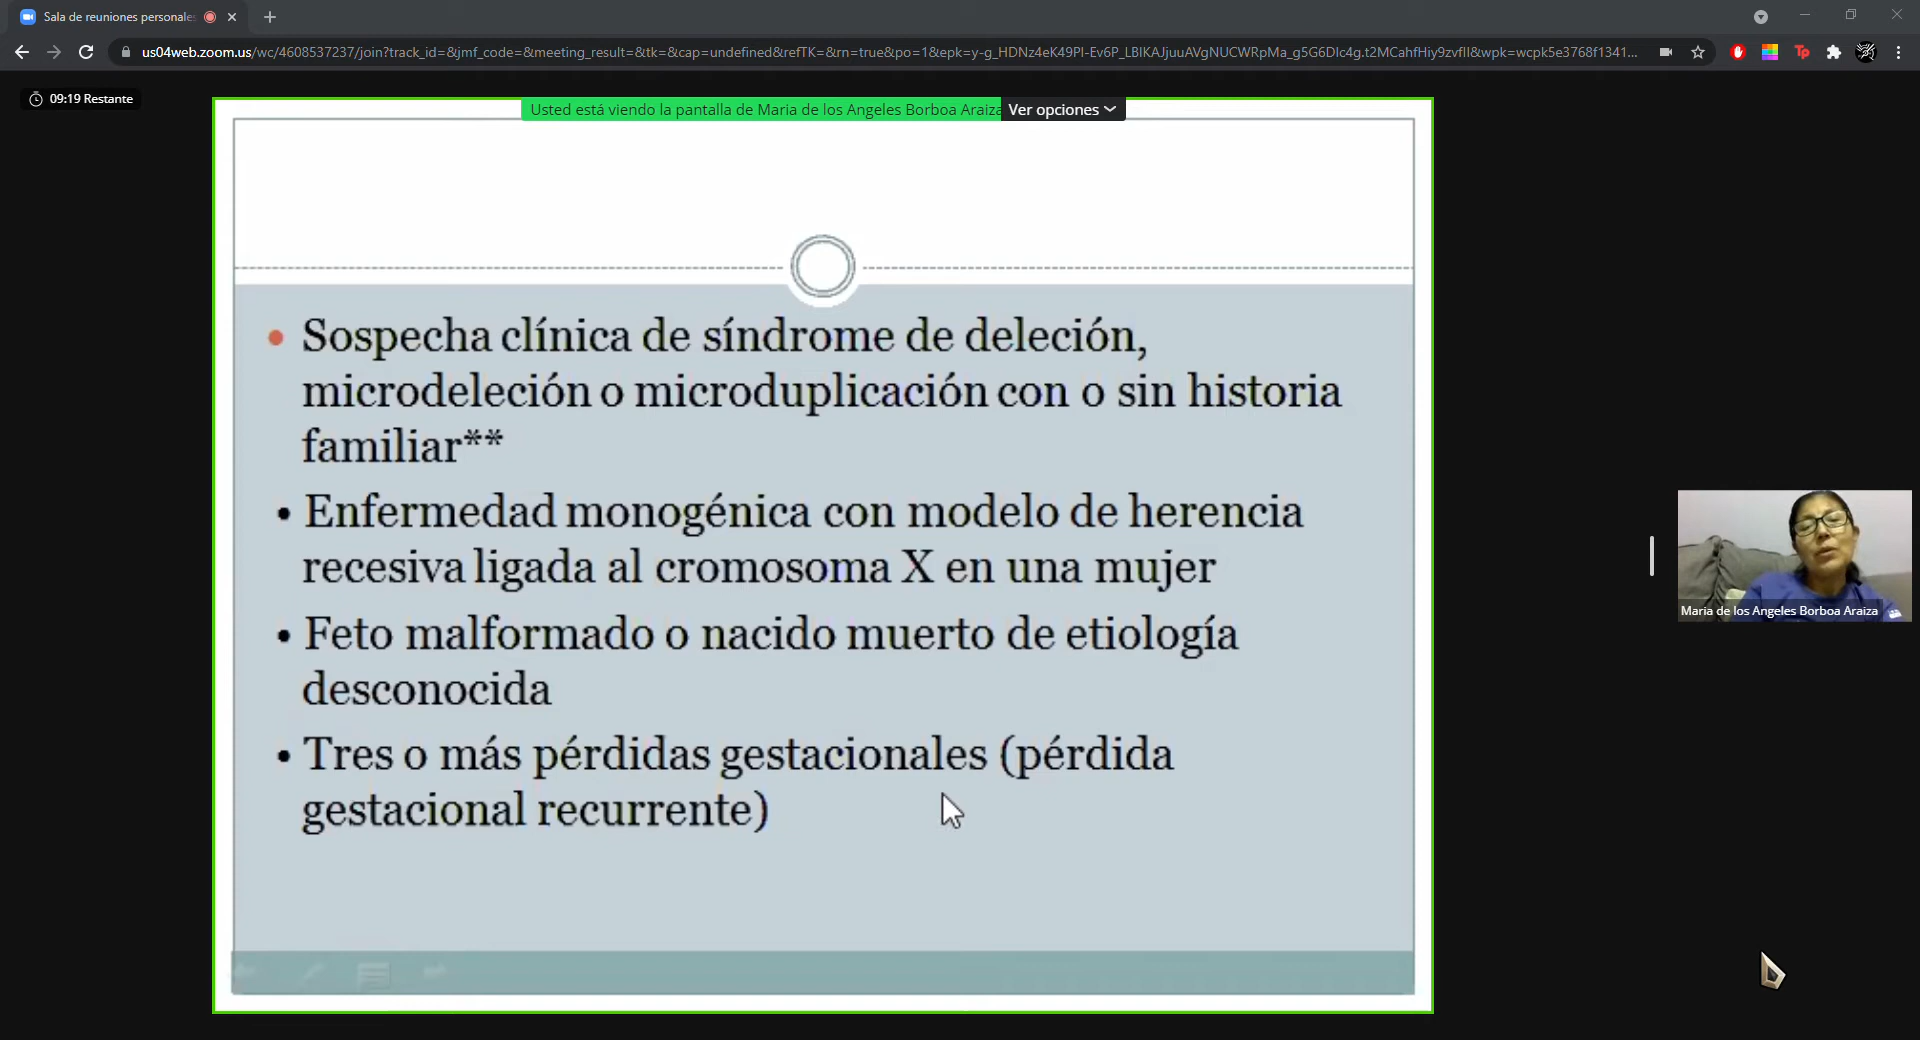 Sala de reuniones personales
us04web.zoom.us/wc/4608537237/join?track_id=&jmf_code=&meeting_result=&tk=&cap=undefined&refTK=&rn=true&po=1&epk=y-g_HDNz4eK49PI-Ev6P_LBIKAJjuuAVgNUCWRpMa_g5G6Dlc4g.t2MCahfHiy9zvfII&wpk=wcpk5e3768f1341...
09:19 Restante
Usted está viendo la pantalla de Maria de los Angeles Borboa Araiza Ver opciones
• Sospecha clínica de síndrome de deleción,
microdeleción o microduplicación con o sin historia
familiar**
• Enfermedad monogénica con modelo de herencia
recesiva ligada al cromosoma X en una mujer
• Feto malformado o nacido muerto de etiología
desconocida
• Tres o más pérdidas gestacionales (pérdida
gestacional recurrente)
Maria de los Angeles Borboa Araiza